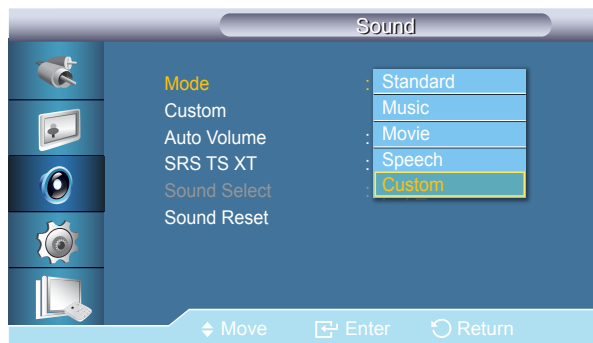 Sound
Mode : Standard
Music
Custom
Auto Volume : Movie
SRS TS XT : Speech
Sound Select : Custom
Sound Reset
Move Enter Return